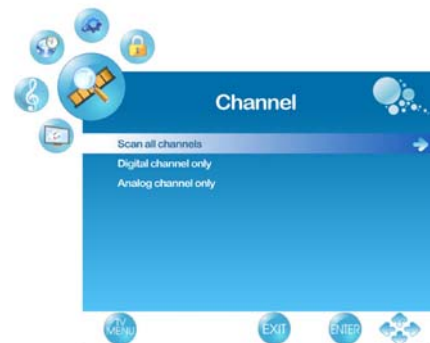 Channel
Scan all channels
Digital channel only
Analog channel only
TV
MENU
EXIT
ENTER